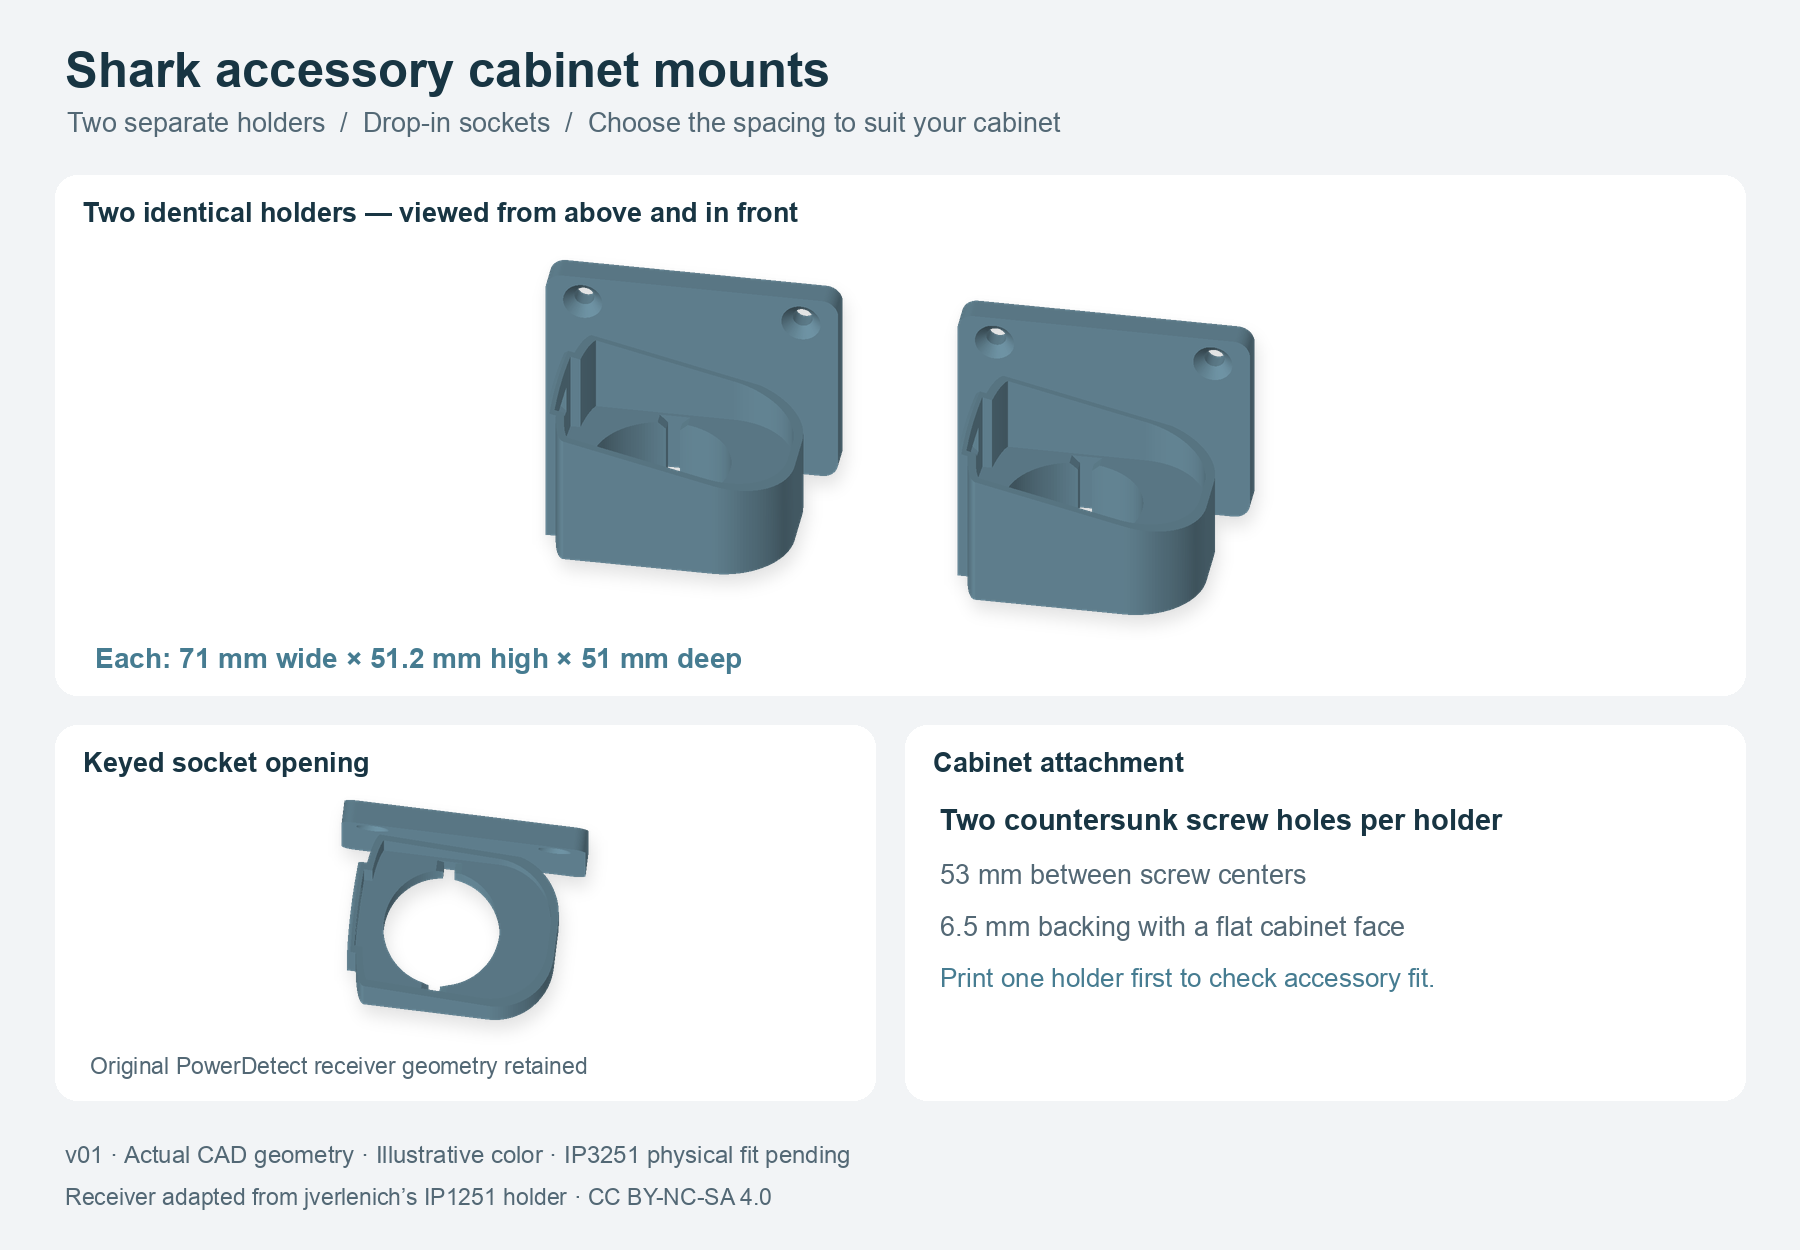 Shark accessory cabinet mounts
Two separate holders / Drop-in sockets / Choose the spacing to suit your cabinet
Two identical holders — viewed from above and in front
Each: 71 mm wide × 51.2 mm high × 51 mm deep
Keyed socket opening
Original PowerDetect receiver geometry retained
Cabinet attachment
Two countersunk screw holes per holder
53 mm between screw centers
6.5 mm backing with a flat cabinet face
Print one holder first to check accessory fit.
v01 · Actual CAD geometry · Illustrative color · IP3251 physical fit pending
Receiver adapted from jverlenich’s IP1251 holder · CC BY-NC-SA 4.0